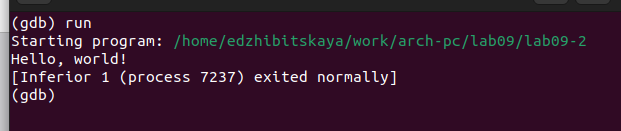 (gdb) run
Starting program: /home/edzhibitskaya/work/arch-pc/lab09/lab09-2
Hello, world!
[Inferior 1 (process 7237) exited normally]
(gdb)